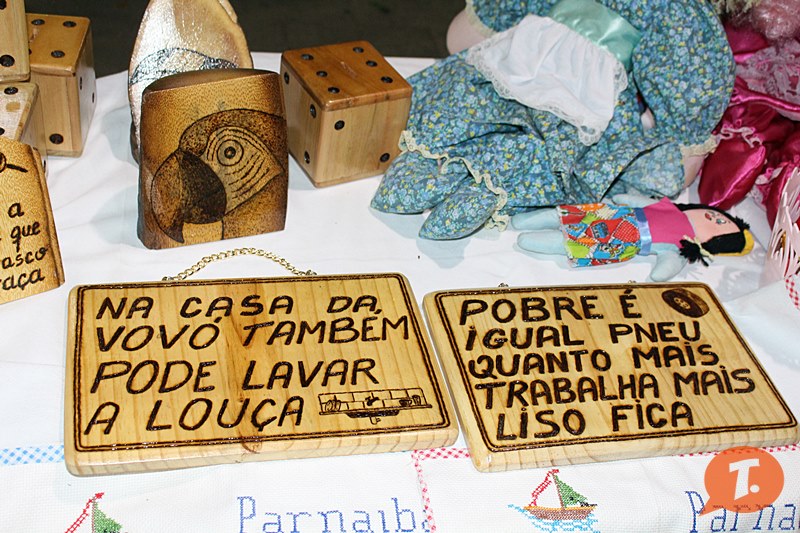 a
que
asco
aça
NA CASA DA
VOVÓ TAMBÉM
PODE LAVAR
A LOUÇA
POBRE É
IGUAL PNEU
QUANTO MAIS
TRABALHA MAIS
LISO FICA
Parnaíba
T.